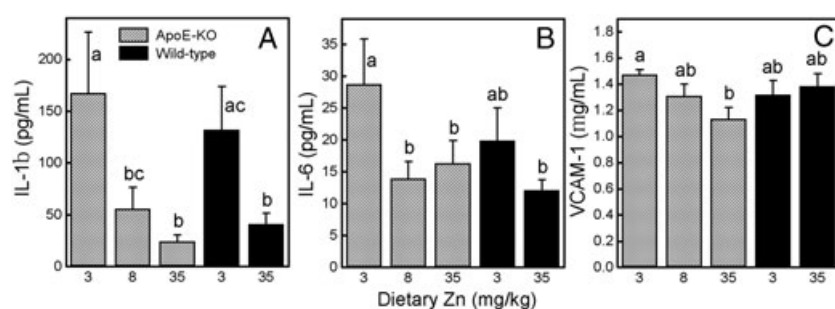 ApoE-KO
Wild-type
A
IL-1b (pg/mL)
200
150
100
50
0
a
bc
b
ac
b
3 8 35 3 35
B
IL-6 (pg/mL)
40
35
30
25
20
15
10
5
0
a
b
b
ab
b
3 8 35 3 35
Dietary Zn (mg/kg)
C
VCAM-1 (mg/mL)
1.8
1.6
1.4
1.2
1.0
0.8
0.6
0.4
0.2
0.0
a
ab
b
ab
ab
3 8 35 3 35